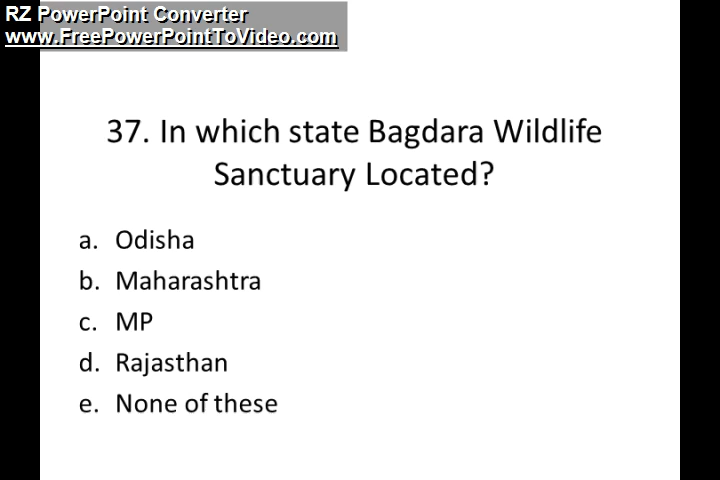 RZ PowerPoint Converter
www.FreePowerPointToVideo.com
37. In which state Bagdara Wildlife
Sanctuary Located?
a. Odisha
b. Maharashtra
c. MP
d. Rajasthan
e. None of these